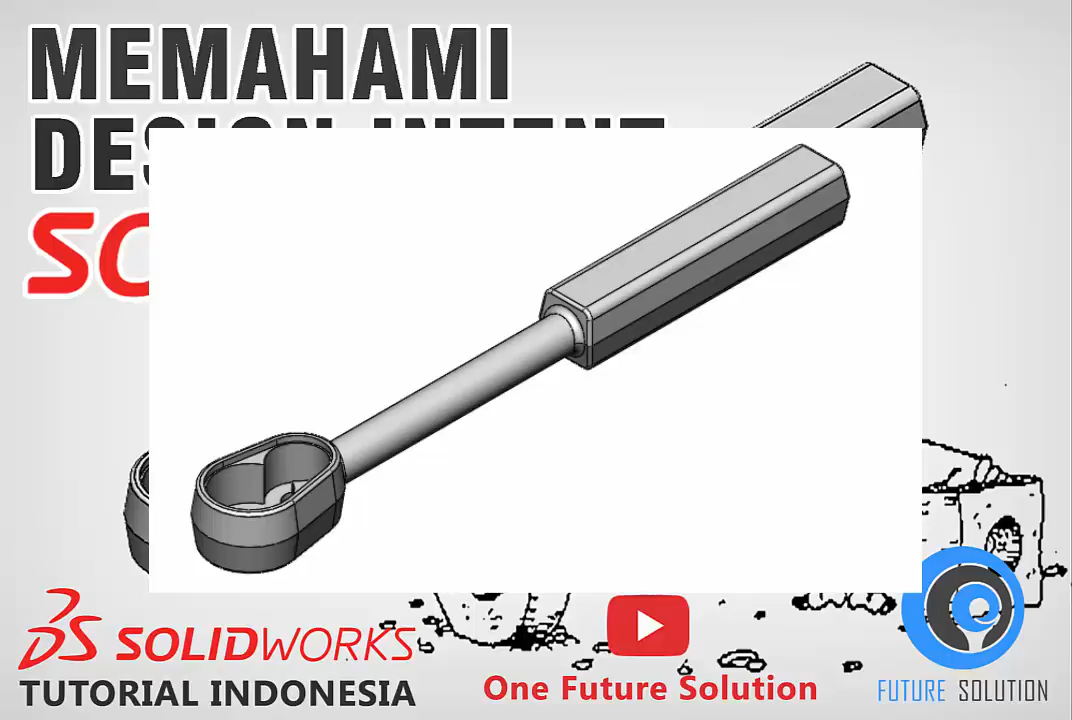 MEMAHAMI
SOLIDWORKS
TUTORIAL INDONESIA
One Future Solution
FUTURE SOLUTION